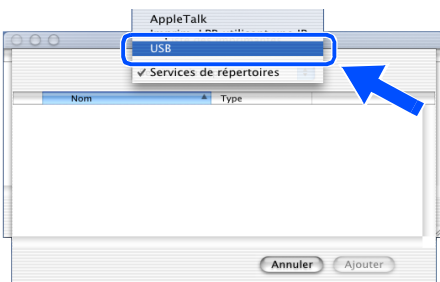 AppleTalk
USB
Services de répertoires
Nom Type
Annuler Ajouter